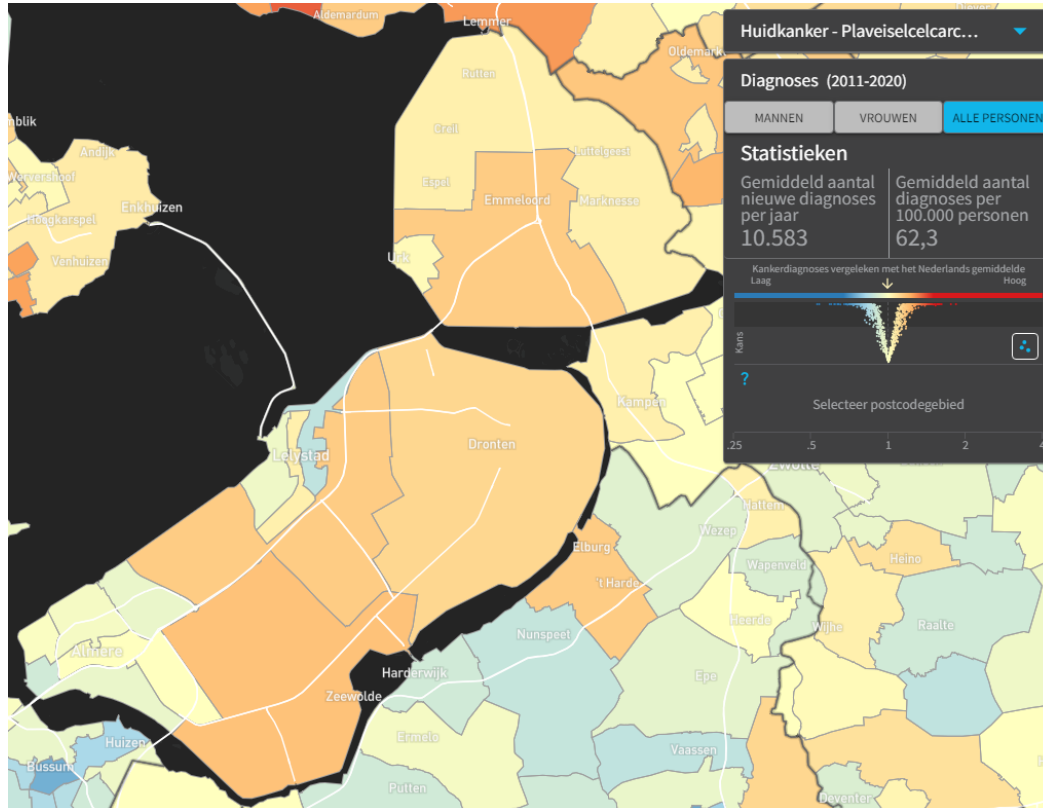 Huidkanker - Plaveiselcelcarc...
Diagnoses (2011-2020)
MANNEN
VROUWEN
ALLE PERSONEN
Statistieken
Gemiddeld aantal
nieuwe diagnoses
per jaar
10.583
Gemiddeld aantal
diagnoses per
100.000 personen
62,3
Kankerdiagnoses vergeleken met het Nederlands gemiddelde
Laag
Hoog
Kans
?
Selecteer postcodegebied
.25
.5
1
2
4
Aldemardum
Lemmer
Oldemark
Rutten
Creil
Luttelgeest
Espel
Emmeloord
Marknesse
Urk
nblik
Andijk
Wervershoof
Enkhuizen
Hoogkarspel
Venhuizen
Kampen
Dronten
Lelystad
Zwolle
Hattem
Wezep
Elburg
't Harde
Wapenveld
Heino
Nunspeet
Heerde
Wijhe
Raalte
Almere
Harderwijk
Zeewolde
Epe
Ermelo
Huizen
Bussum
Vaassen
Putten
Deventer